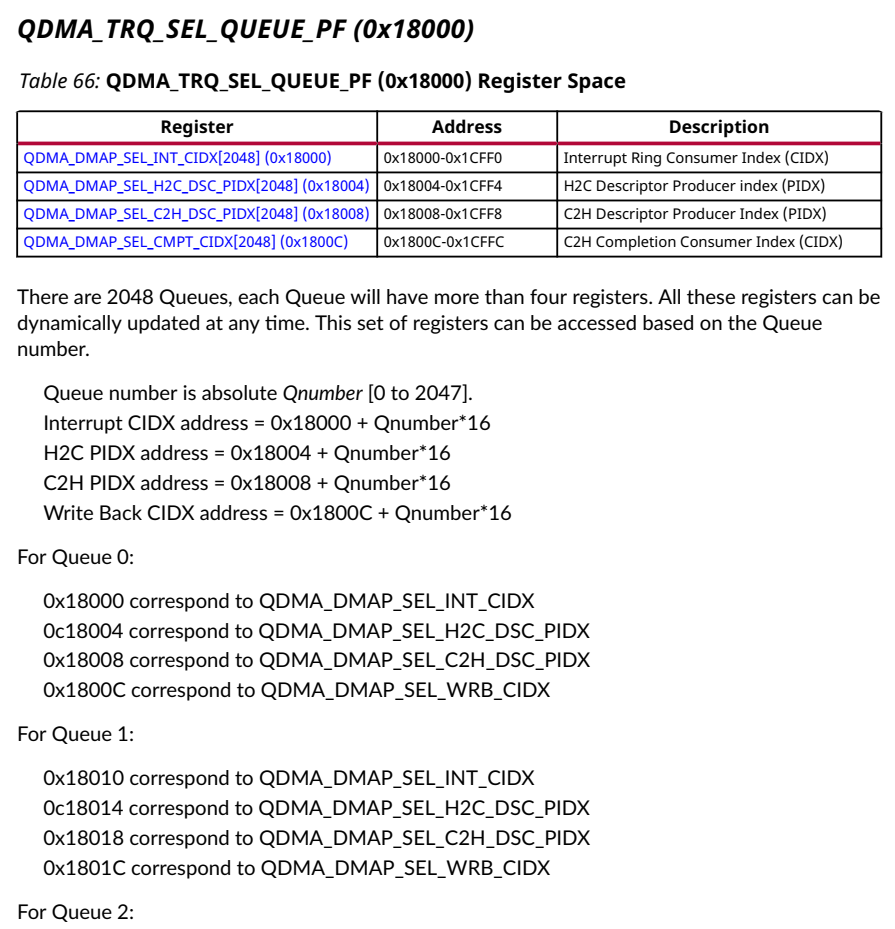 QDMA_TRQ_SEL_QUEUE_PF (0x18000)
Table 66: QDMA_TRQ_SEL_QUEUE_PF (0x18000) Register Space
Register Address Description
QDMA_DMAP_SEL_INT_CIDX[2048] (0x18000) 0x18000-0x1CFF0 Interrupt Ring Consumer Index (CIDX)
QDMA_DMAP_SEL_H2C_DSC_PIDX[2048] (0x18004) 0x18004-0x1CFF4 H2C Descriptor Producer index (PIDX)
QDMA_DMAP_SEL_C2H_DSC_PIDX[2048] (0x18008) 0x18008-0x1CFF8 C2H Descriptor Producer Index (PIDX)
QDMA_DMAP_SEL_CMPT_CIDX[2048] (0x1800C) 0x1800C-0x1CFFC C2H Completion Consumer Index (CIDX)
There are 2048 Queues, each Queue will have more than four registers. All these registers can be
dynamically updated at any time. This set of registers can be accessed based on the Queue
number.
Queue number is absolute Qnumber [0 to 2047].
Interrupt CIDX address = 0x18000 + Qnumber*16
H2C PIDX address = 0x18004 + Qnumber*16
C2H PIDX address = 0x18008 + Qnumber*16
Write Back CIDX address = 0x1800C + Qnumber*16
For Queue 0:
0x18000 correspond to QDMA_DMAP_SEL_INT_CIDX
0c18004 correspond to QDMA_DMAP_SEL_H2C_DSC_PIDX
0x18008 correspond to QDMA_DMAP_SEL_C2H_DSC_PIDX
0x1800C correspond to QDMA_DMAP_SEL_WRB_CIDX
For Queue 1:
0x18010 correspond to QDMA_DMAP_SEL_INT_CIDX
0c18014 correspond to QDMA_DMAP_SEL_H2C_DSC_PIDX
0x18018 correspond to QDMA_DMAP_SEL_C2H_DSC_PIDX
0x1801C correspond to QDMA_DMAP_SEL_WRB_CIDX
For Queue 2: